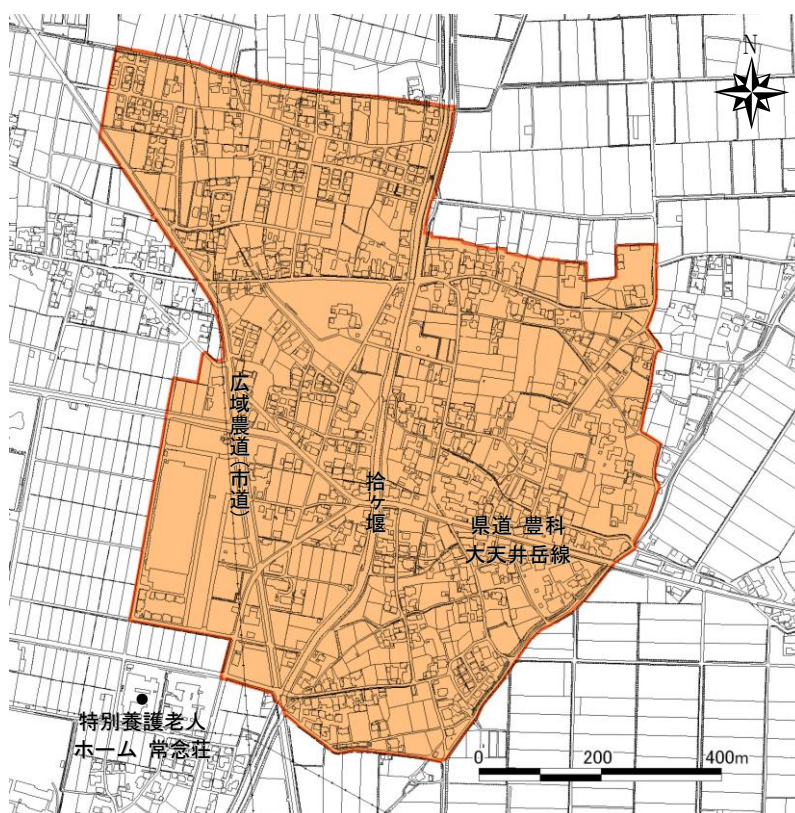 N
広域農道(市道)
拾ケ堰
県道 豊科
大天井岳線
特別養護老人
ホーム 常念荘
0 200 400m